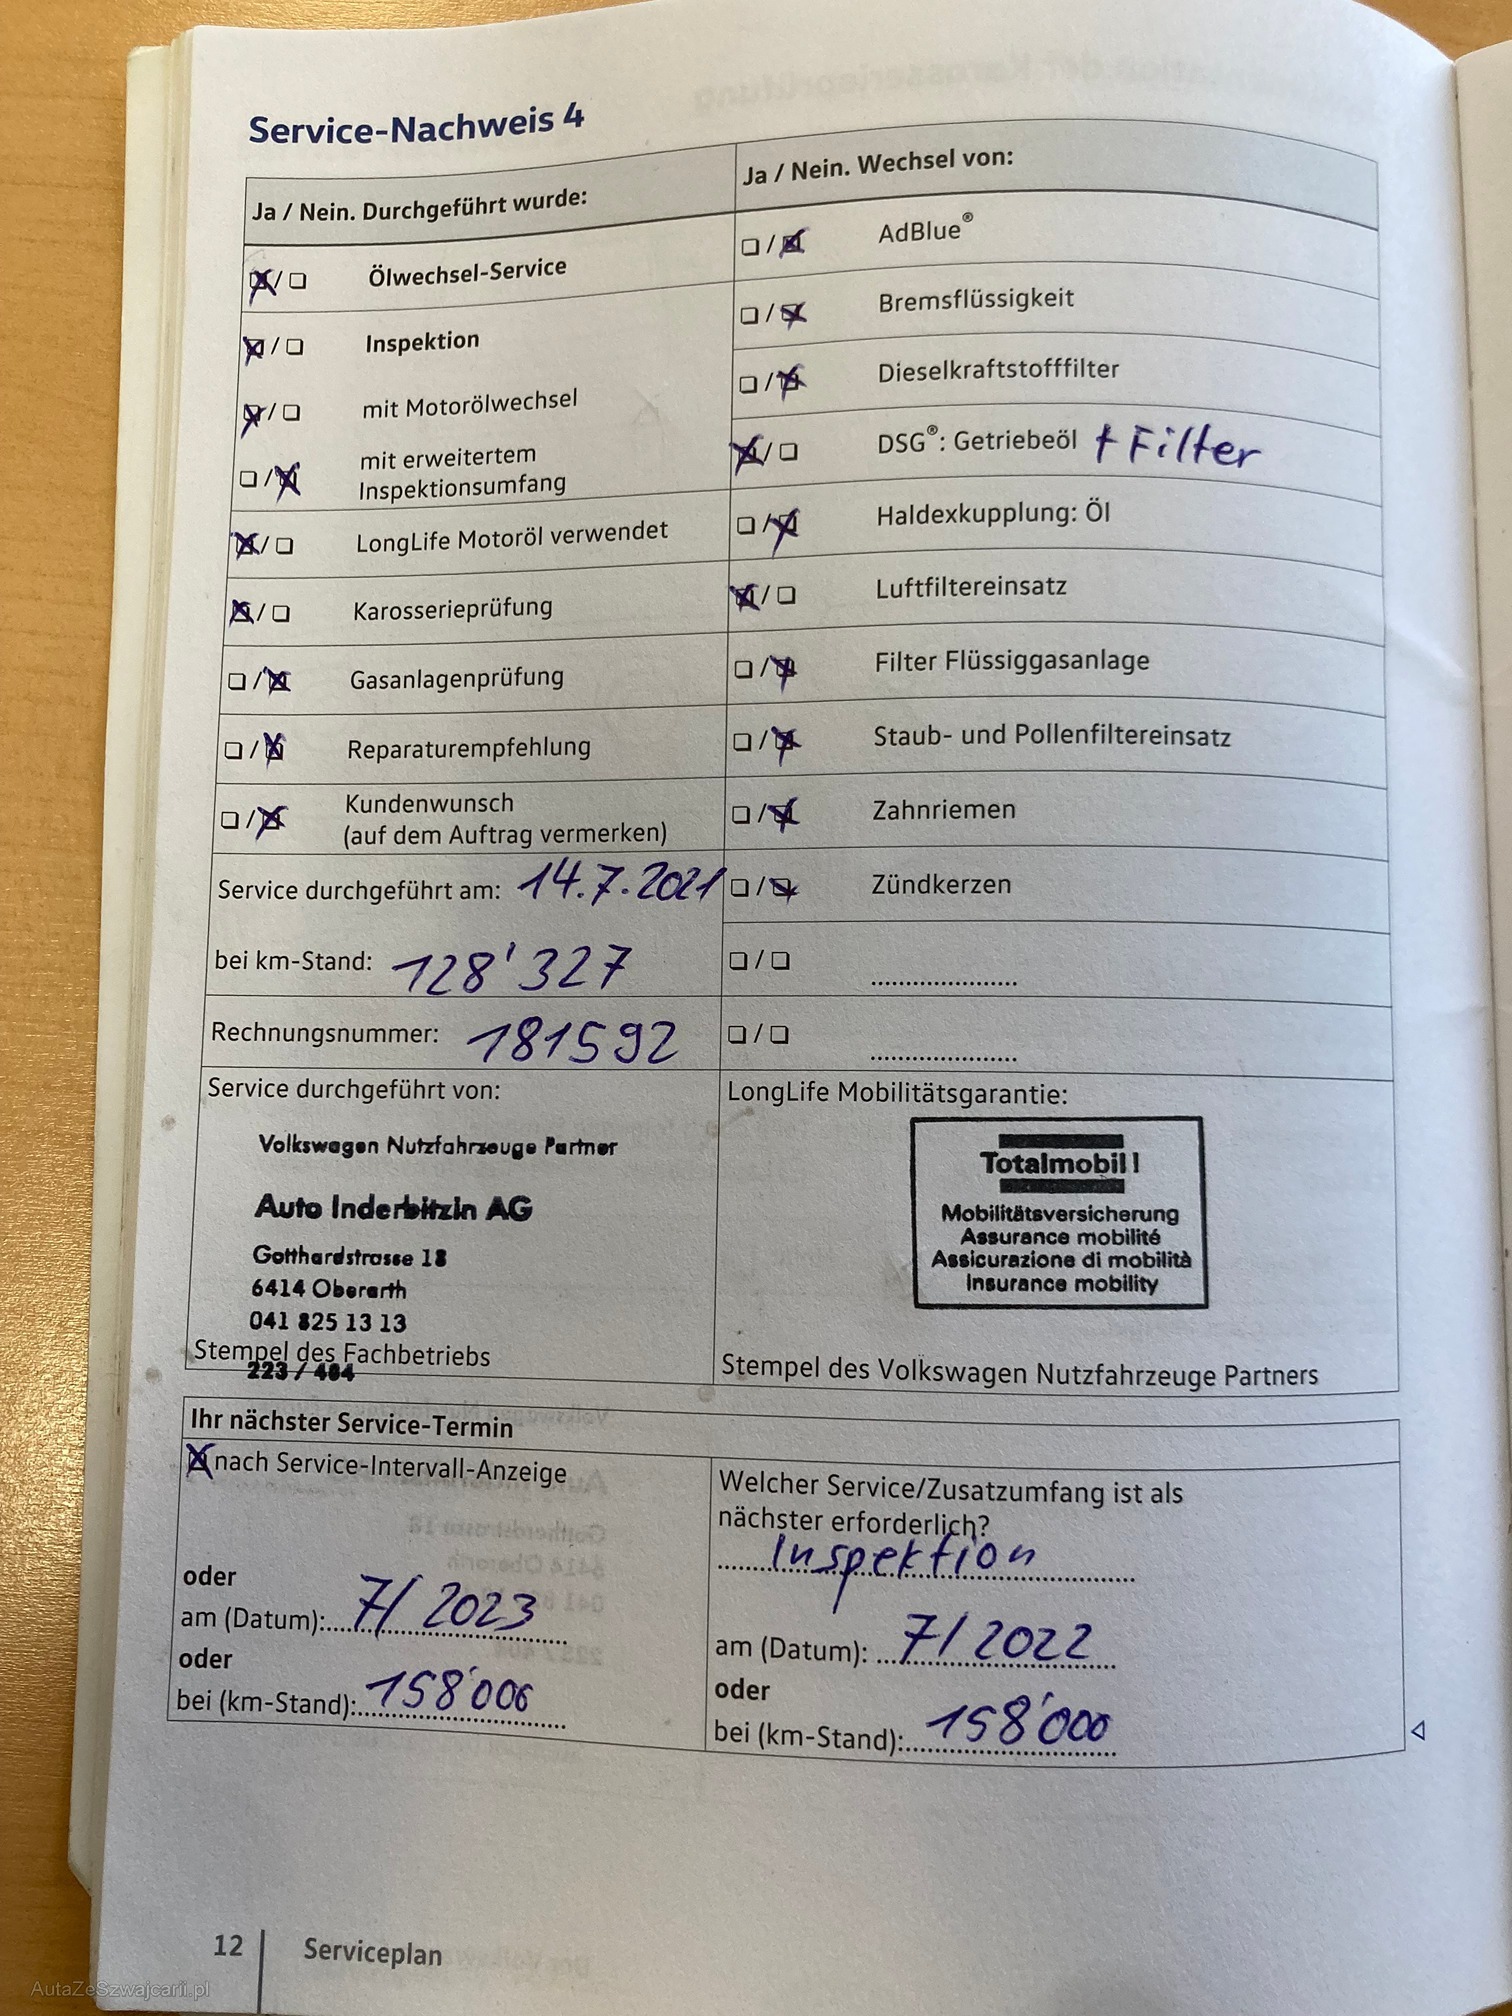 Service-Nachweis 4
Ja / Nein. Durchgeführt wurde:
☒/☐ Ölwechsel-Service
☒/☐ Inspektion
☒/☐ mit Motorölwechsel
☐/☒ mit erweitertem
Inspektionsumfang
☒/☐ LongLife Motoröl verwendet
☒/☐ Karosserieprüfung
☐/☒ Gasanlagenprüfung
☐/☒ Reparaturempfehlung
☐/☒ Kundenwunsch
(auf dem Auftrag vermerken)
Service durchgeführt am: 14.7.2021
bei km-Stand: 128'327
Rechnungsnummer: 181592
Ja / Nein. Wechsel von:
☐/☒ AdBlue®
☐/☒ Bremsflüssigkeit
☐/☒ Dieselkraftstofffilter
☒/☐ DSG®: Getriebeöl + Filter
☐/☒ Haldexkupplung: Öl
☒/☐ Luftfiltereinsatz
☐/☒ Filter Flüssiggasanlage
☐/☒ Staub- und Pollenfiltereinsatz
☐/☒ Zahnriemen
☐/☒ Zündkerzen
☐/☐ ......................
☐/☐ ......................
Service durchgeführt von:
Volkswagen Nutzfahrzeuge Partner
Auto Inderbitzin AG
Gotthardstrasse 18
6414 Oberarth
041 825 13 13
Stempel des Fachbetriebs
223 / 404
LongLife Mobilitätsgarantie:
Totalmobil!
Mobilitätsversicherung
Assurance mobilité
Assicurazione di mobilità
Insurance mobility
Stempel des Volkswagen Nutzfahrzeuge Partners
Ihr nächster Service-Termin
☒ nach Service-Intervall-Anzeige
oder
am (Datum): 7/2023
oder
bei (km-Stand): 158'000
Welcher Service/Zusatzumfang ist als
nächster erforderlich?
Inspektion
am (Datum): 7/2022
oder
bei (km-Stand): 158'000
12 Serviceplan
AutaZeSzwajcarii.pl